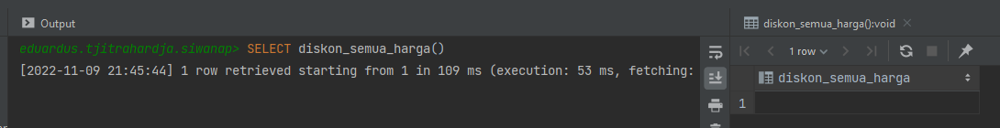 Output
diskon_semua_harga():void
eduardus.tjitrahardja.siwanap> SELECT diskon_semua_harga()
[2022-11-09 21:45:44] 1 row retrieved starting from 1 in 109 ms (execution: 53 ms, fetching:
1 row
diskon_semua_harga
1